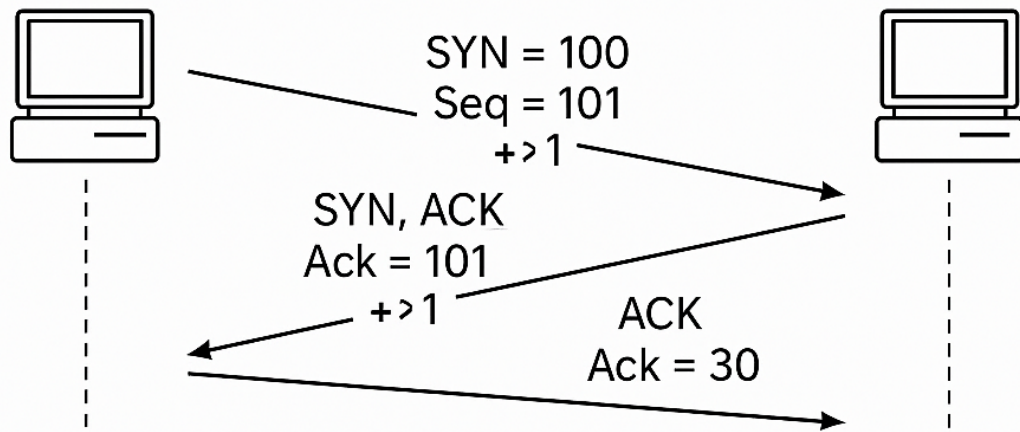 SYN = 100
Seq = 101
+>1
SYN, ACK
Ack = 101
+>1
ACK
Ack = 30